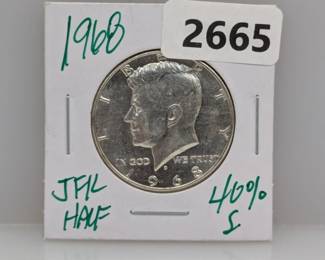 1968
2665
LIBERTY
IN GOD WE TRUST
1968
JFK
HALF
40%
S